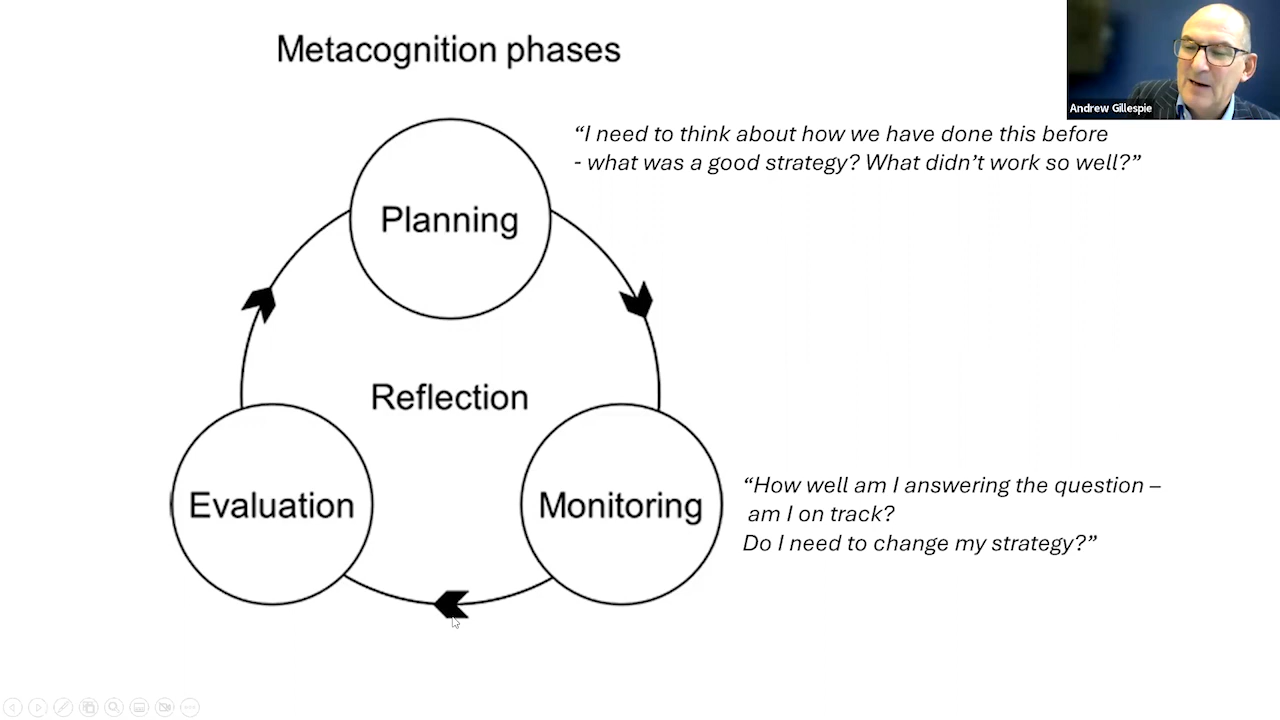 Metacognition phases
Andrew Gillespie
“I need to think about how we have done this before
- what was a good strategy? What didn’t work so well?”
Planning
Reflection
Evaluation
Monitoring
“How well am I answering the question –
am I on track?
Do I need to change my strategy?”